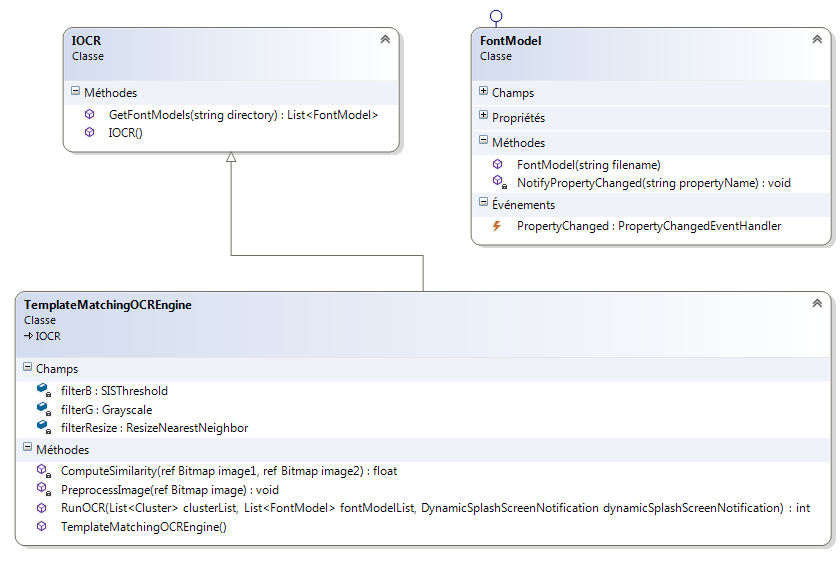 IOCR
Classe
Méthodes
GetFontModels(string directory) : List<FontModel>
IOCR()
FontModel
Classe
Champs
Propriétés
Méthodes
FontModel(string filename)
NotifyPropertyChanged(string propertyName) : void
Événements
PropertyChanged : PropertyChangedEventHandler
TemplateMatchingOCREngine
Classe
IOCR
Champs
filterB : SISThreshold
filterG : Grayscale
filterResize : ResizeNearestNeighbor
Méthodes
ComputeSimilarity(ref Bitmap image1, ref Bitmap image2) : float
PreprocessImage(ref Bitmap image) : void
RunOCR(List<Cluster> clusterList, List<FontModel> fontModelList, DynamicSplashScreenNotification dynamicSplashScreenNotification) : int
TemplateMatchingOCREngine()